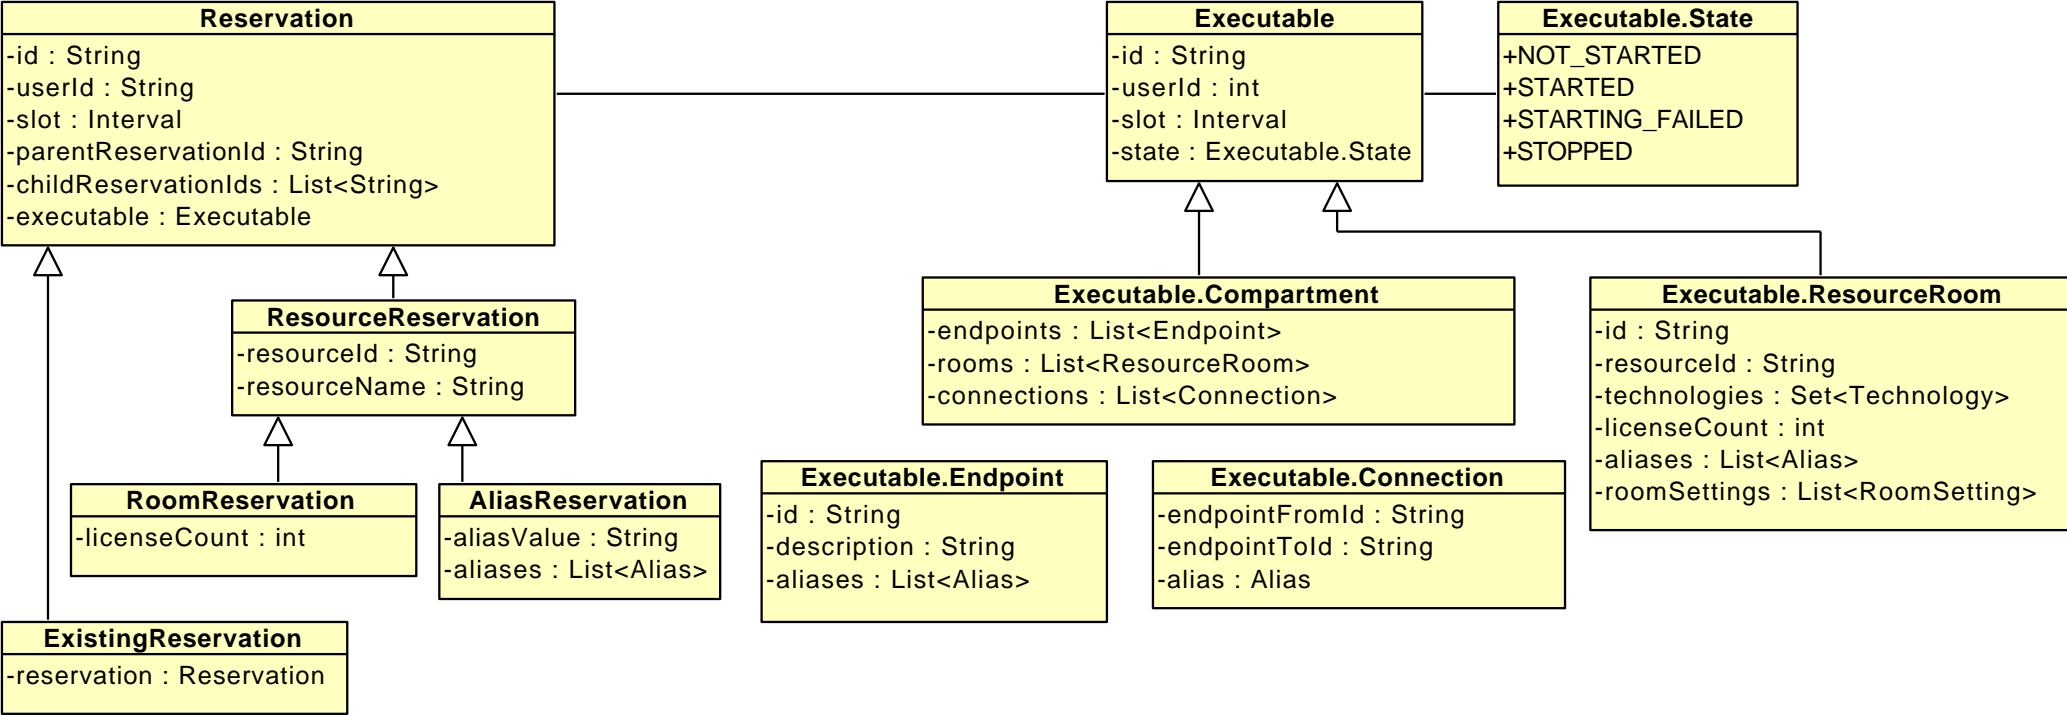 Reservation
-id : String
-userId : String
-slot : Interval
-parentReservationId : String
-childReservationIds : List<String>
-executable : Executable
Executable
-id : String
-userId : int
-slot : Interval
-state : Executable.State
Executable.State
+NOT_STARTED
+STARTED
+STARTING_FAILED
+STOPPED
ResourceReservation
-resourceId : String
-resourceName : String
Executable.Compartment
-endpoints : List<Endpoint>
-rooms : List<ResourceRoom>
-connections : List<Connection>
Executable.ResourceRoom
-id : String
-resourceId : String
-technologies : Set<Technology>
-licenseCount : int
-aliases : List<Alias>
-roomSettings : List<RoomSetting>
RoomReservation
-licenseCount : int
AliasReservation
-aliasValue : String
-aliases : List<Alias>
Executable.Endpoint
-id : String
-description : String
-aliases : List<Alias>
Executable.Connection
-endpointFromId : String
-endpointToId : String
-alias : Alias
ExistingReservation
-reservation : Reservation